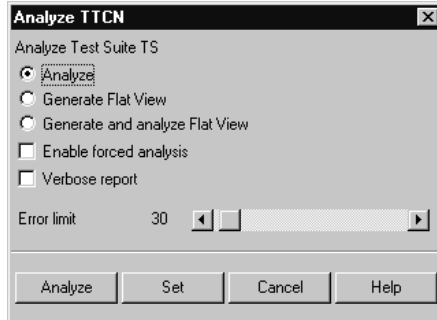 Analyze TTCN
Analyze Test Suite TS
Analyze
Generate Flat View
Generate and analyze Flat View
Enable forced analysis
Verbose report
Error limit 30
Analyze Set Cancel Help